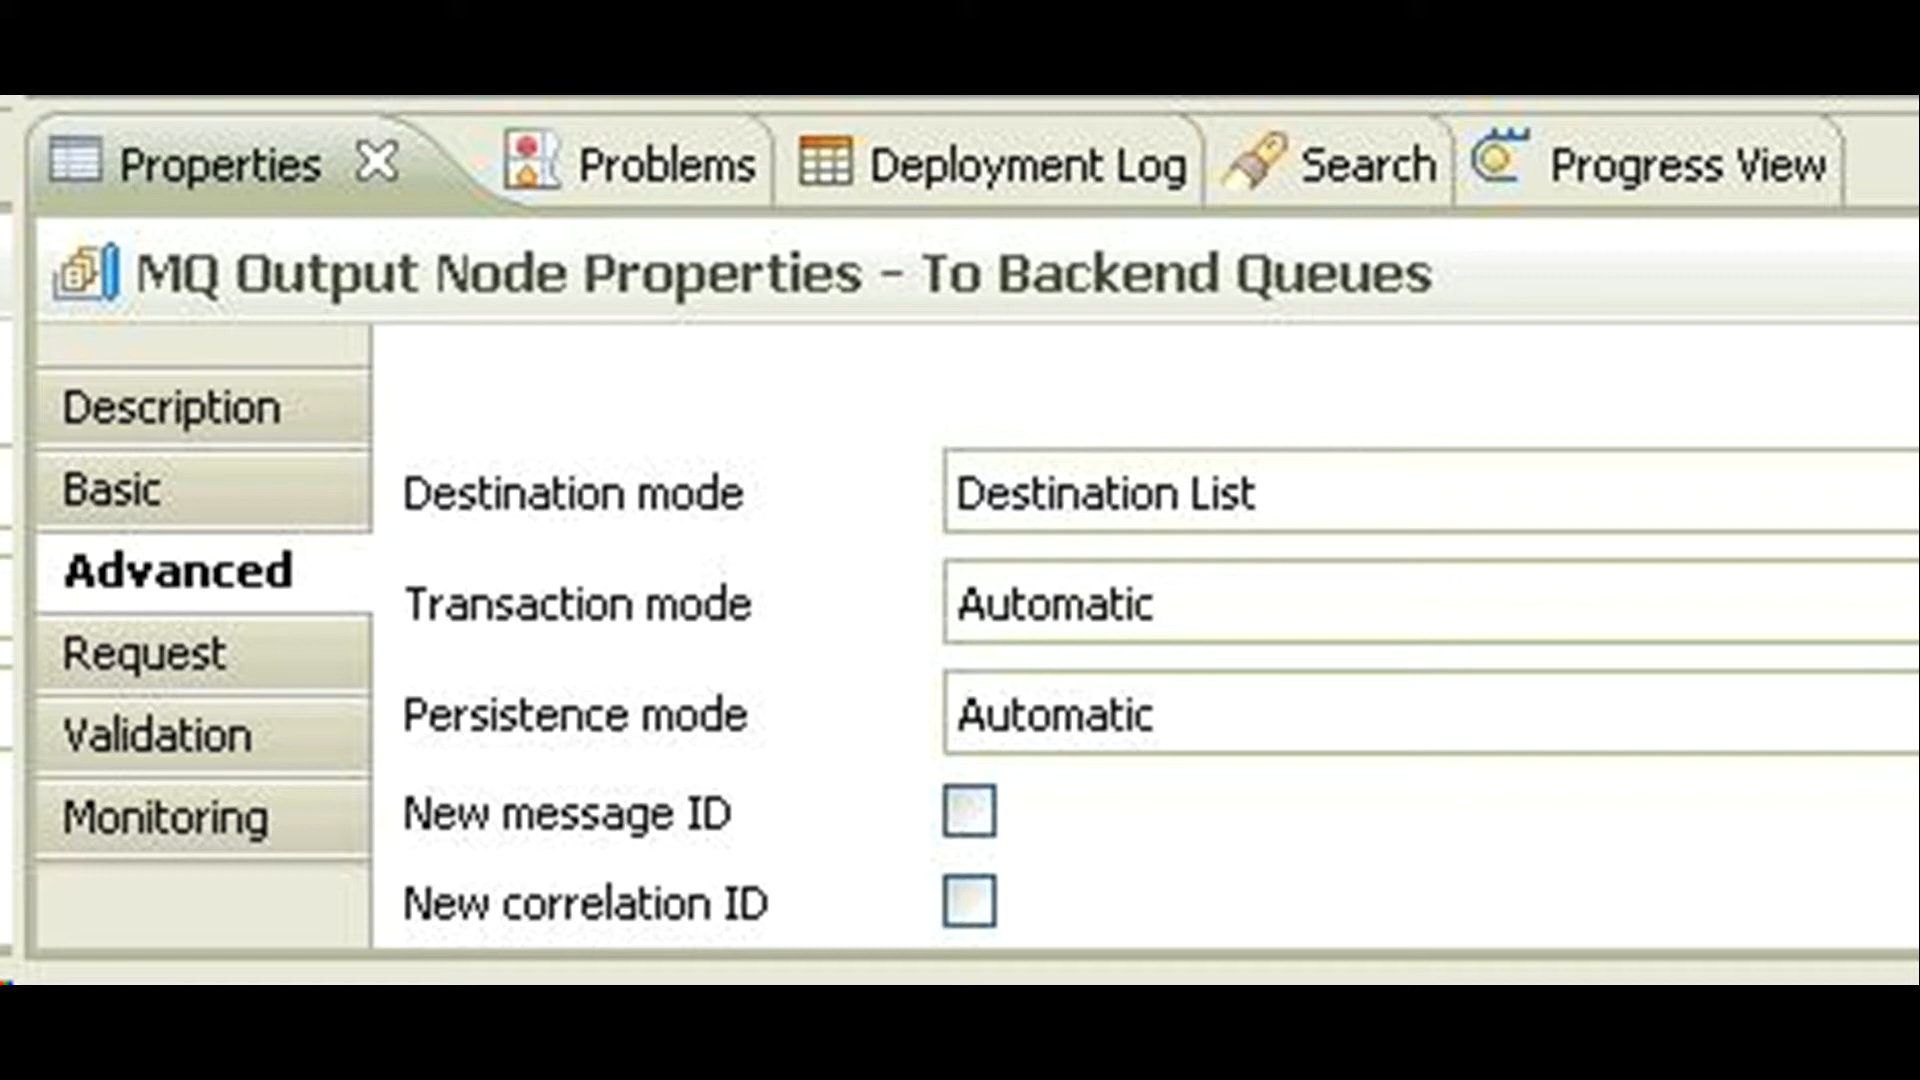 Properties Problems Deployment Log Search Progress View
MQ Output Node Properties - To Backend Queues
Description
Basic
Advanced
Request
Validation
Monitoring
Destination mode Destination List
Transaction mode Automatic
Persistence mode Automatic
New message ID
New correlation ID